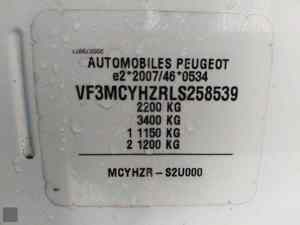 AUTOMOBILES PEUGEOT
e2*2007/46*0534
VF3MCYHZRLS258539
2200 KG
3400 KG
1 1150 KG
2 1200 KG
MCYHZR-S2U000